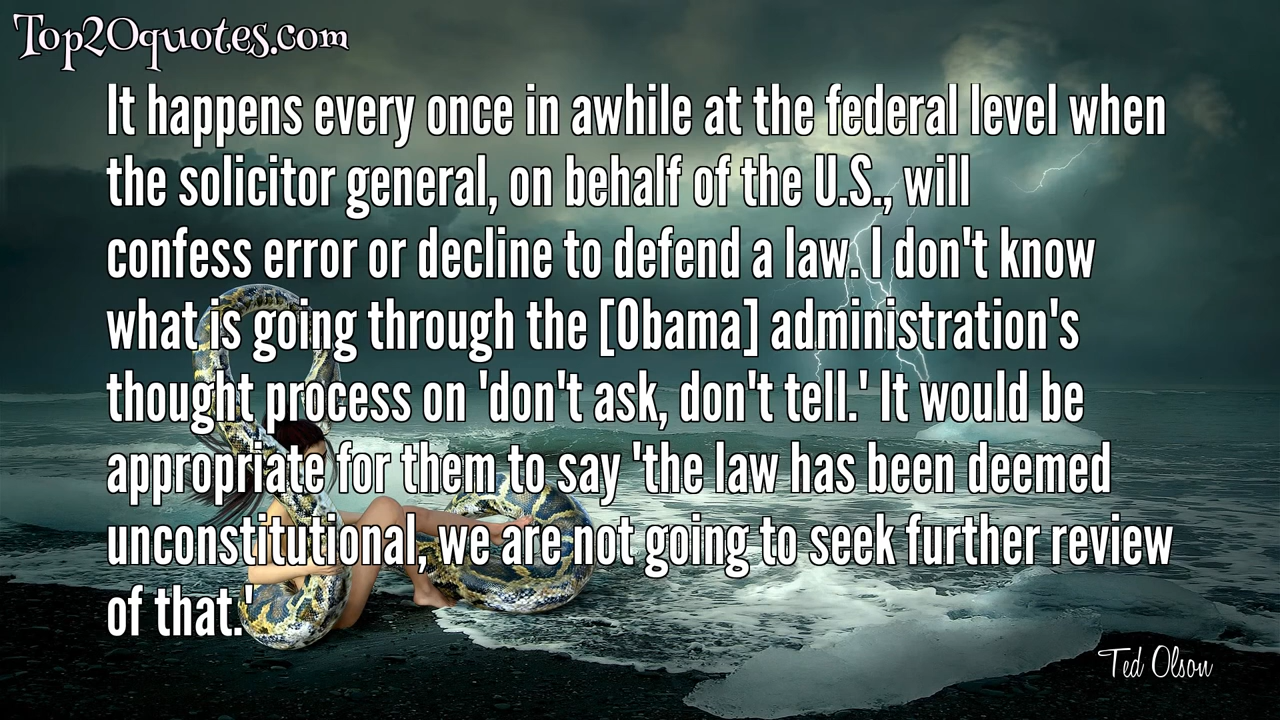 Top20quotes.com
It happens every once in awhile at the federal level when
the solicitor general, on behalf of the U.S., will
confess error or decline to defend a law. I don't know
what is going through the [Obama] administration's
thought process on 'don't ask, don't tell.' It would be
appropriate for them to say 'the law has been deemed
unconstitutional, we are not going to seek further review
of that.'
Ted Olson